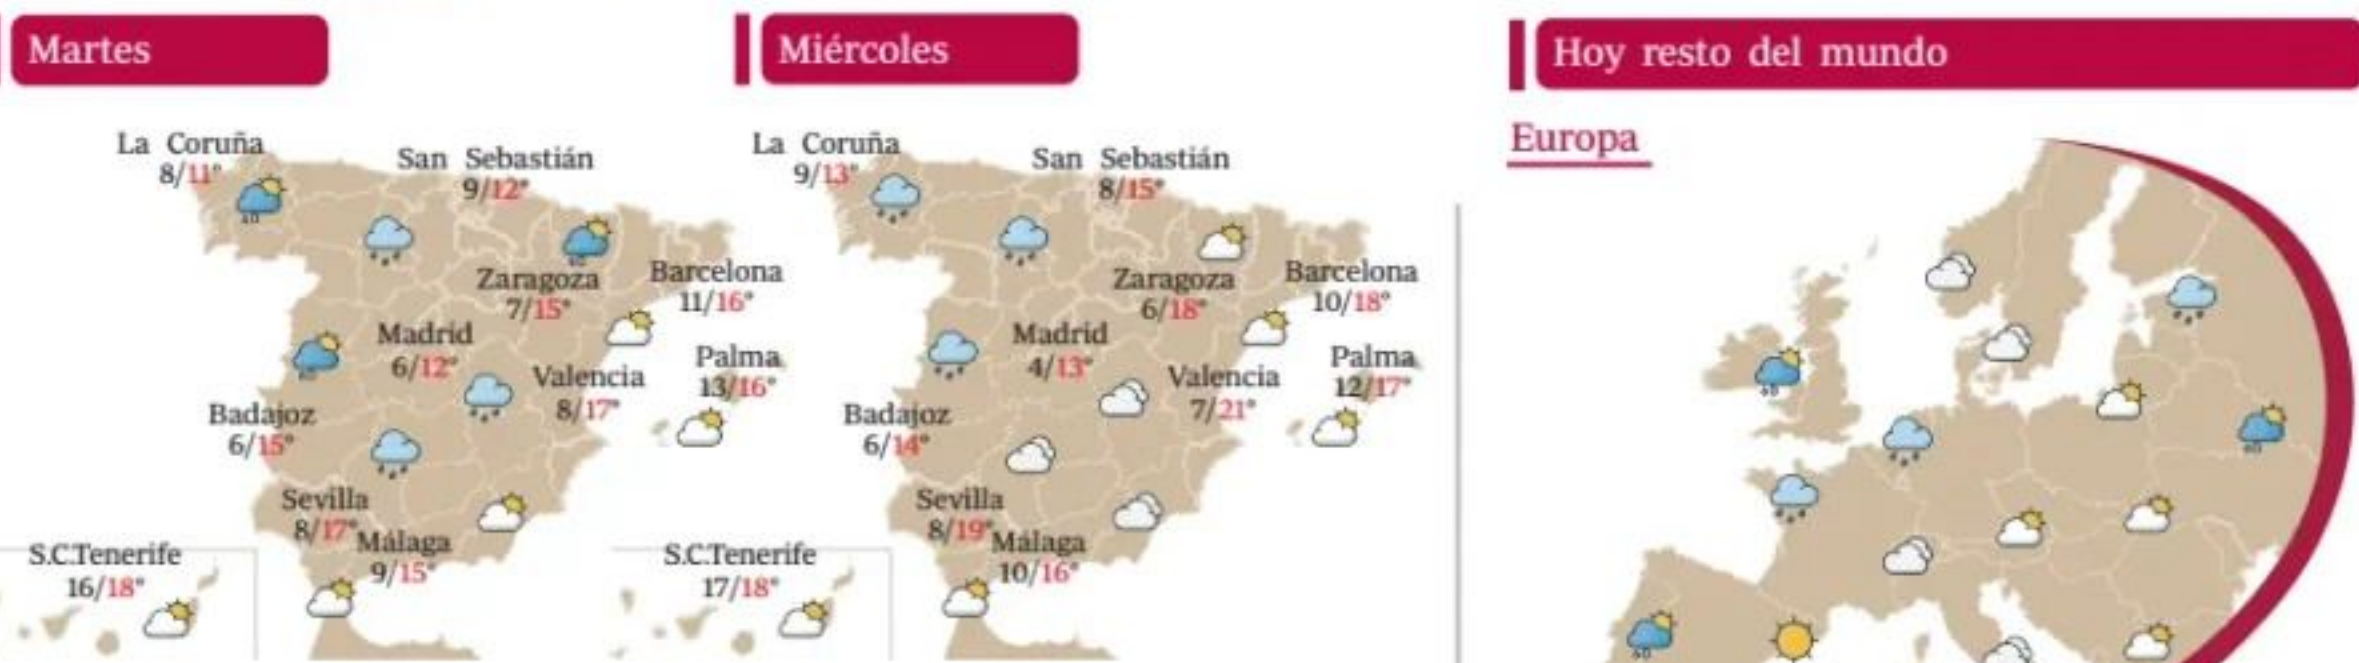 Martes
La Coruña
8/11°
San Sebastián
9/12°
Zaragoza
7/15°
Barcelona
11/16°
Madrid
6/12°
Valencia
8/17°
Palma
13/16°
Badajoz
6/15°
Sevilla
8/17°
Málaga
9/15°
S.C.Tenerife
16/18°
Miércoles
La Coruña
9/13°
San Sebastián
8/15°
Zaragoza
6/18°
Barcelona
10/18°
Madrid
4/13°
Valencia
7/21°
Palma
12/17°
Badajoz
6/14°
Sevilla
8/19°
Málaga
10/16°
S.C.Tenerife
17/18°
Hoy resto del mundo
Europa